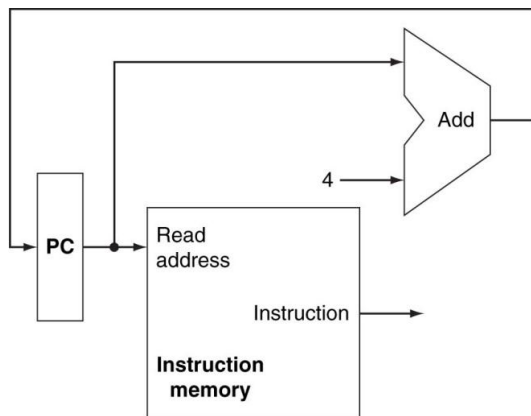 Add
4
PC
Read
address
Instruction
Instruction
memory